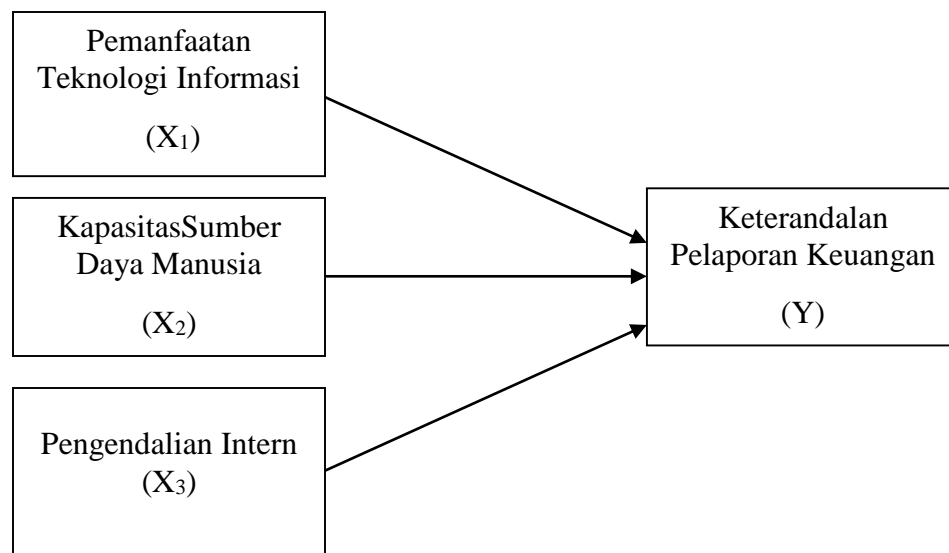 Pemanfaatan
Teknologi Informasi
(X₁)
KapasitasSumber
Daya Manusia
(X₂)
Pengendalian Intern
(X₃)
Keterandalan
Pelaporan Keuangan
(Y)